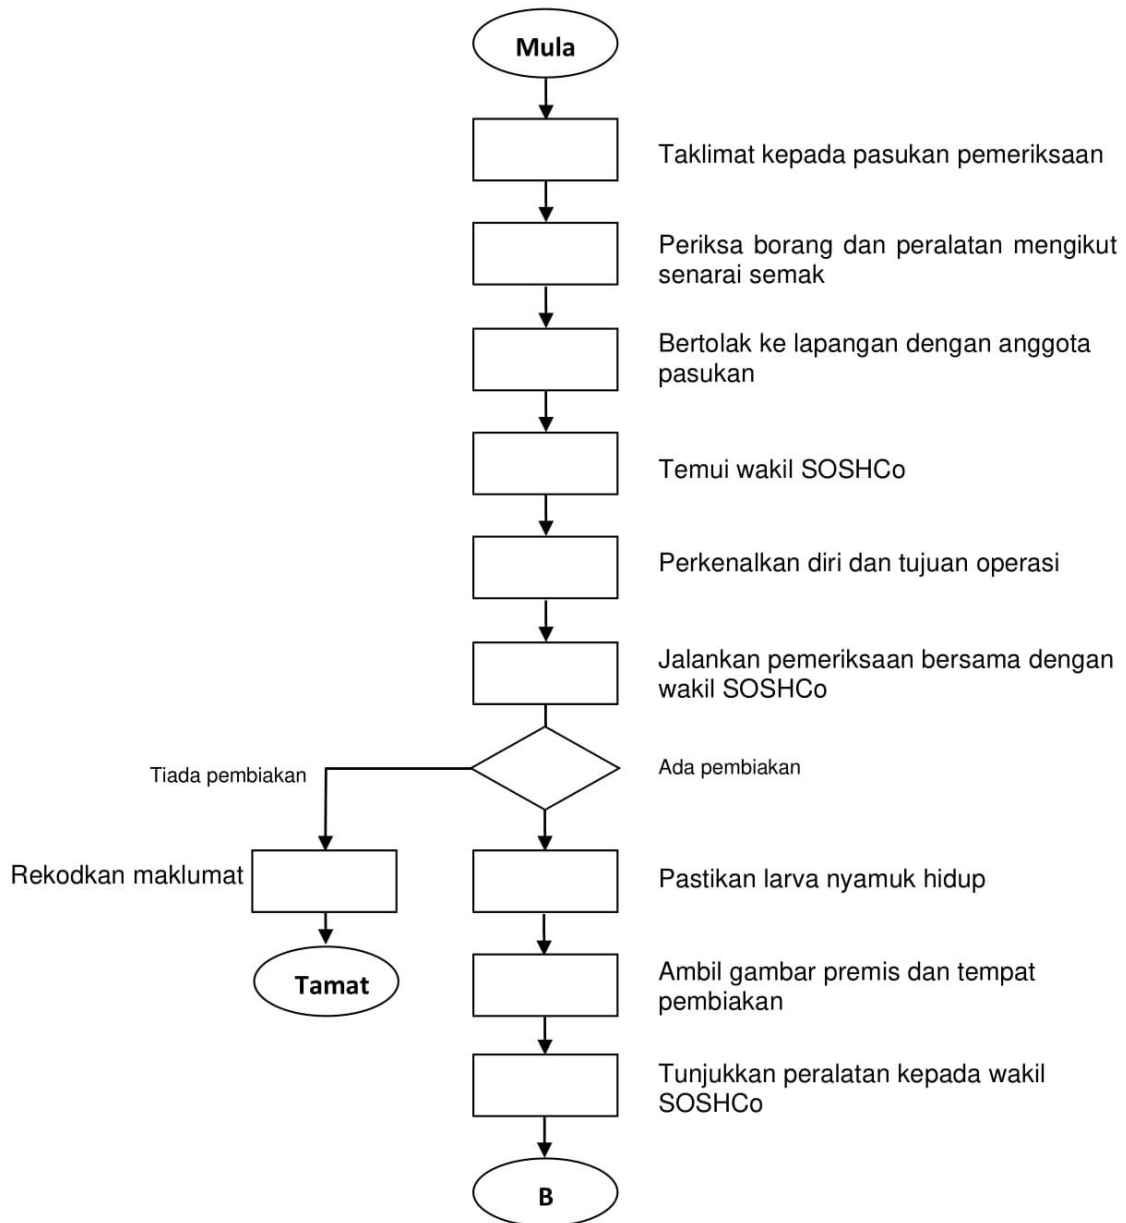 Mula
Taklimat kepada pasukan pemeriksaan
Periksa borang dan peralatan mengikut
senarai semak
Bertolak ke lapangan dengan anggota
pasukan
Temui wakil SOSHCo
Perkenalkan diri dan tujuan operasi
Jalankan pemeriksaan bersama dengan
wakil SOSHCo
Tiada pembiakan
Ada pembiakan
Rekodkan maklumat
Pastikan larva nyamuk hidup
Tamat
Ambil gambar premis dan tempat
pembiakan
Tunjukkan peralatan kepada wakil
SOSHCo
B